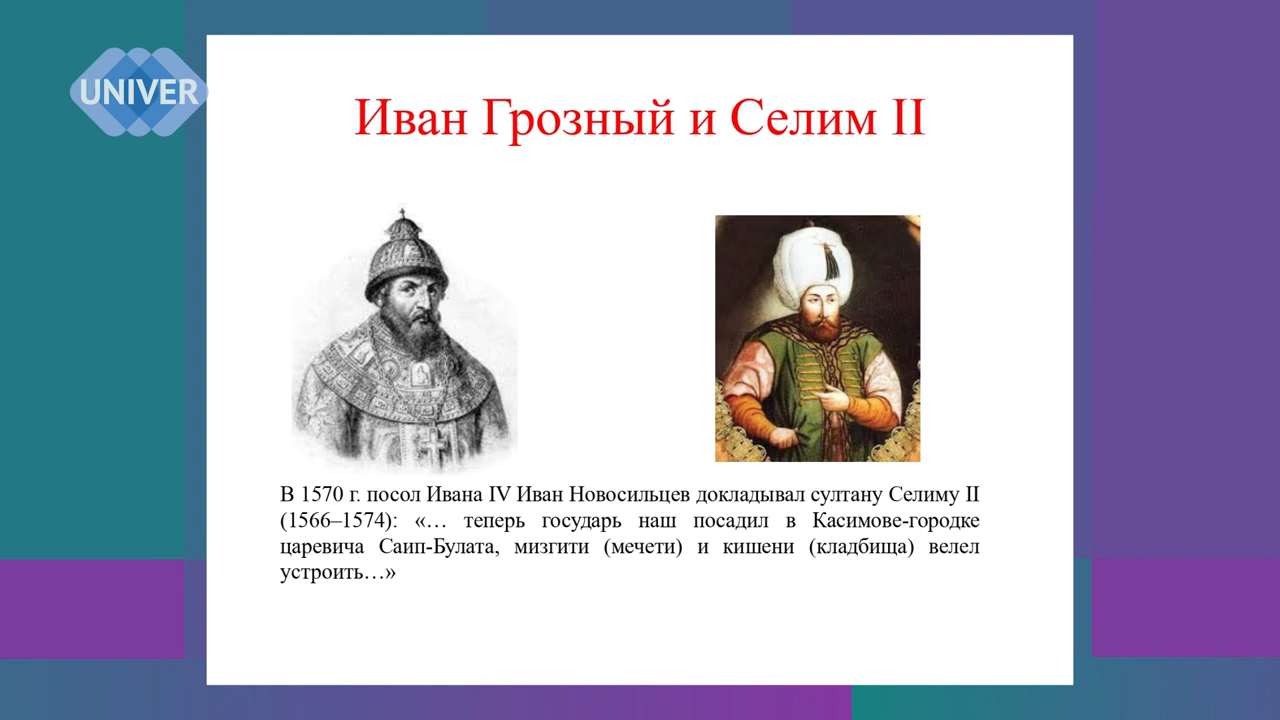 UNIVER
Иван Грозный и Селим II
В 1570 г. посол Ивана IV Иван Новосильцев докладывал султану Селиму II
(1566–1574): «… теперь государь наш посадил в Касимове-городке
царевича Саип-Булата, мизгити (мечети) и кишени (кладбища) велел
устроить…»